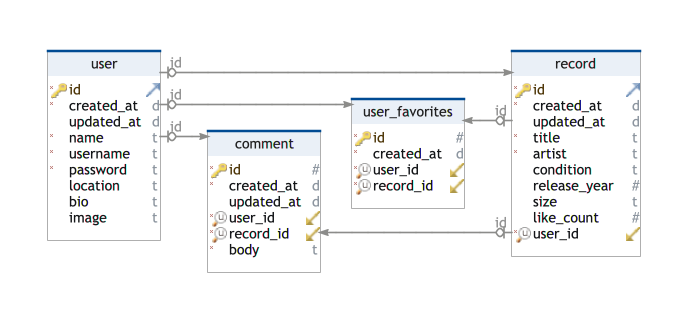 user
id
created_at d
updated_at d
name t
username t
password t
location t
bio t
image t
id
id
id
comment
id #
created_at d
updated_at d
u user_id
u record_id
body t
user_favorites
id #
created_at d
u user_id
u record_id
id
id
record
id
created_at d
updated_at d
title t
artist t
condition t
release_year #
size t
like_count #
u user_id